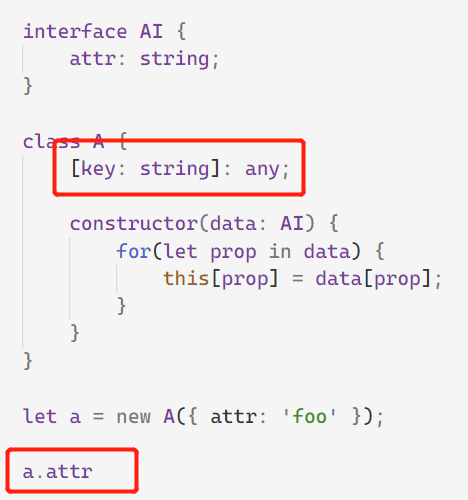 interface AI {
attr: string;
}
class A {
[key: string]: any;
constructor(data: AI) {
for(let prop in data) {
this[prop] = data[prop];
}
}
}
let a = new A({ attr: 'foo' });
a.attr